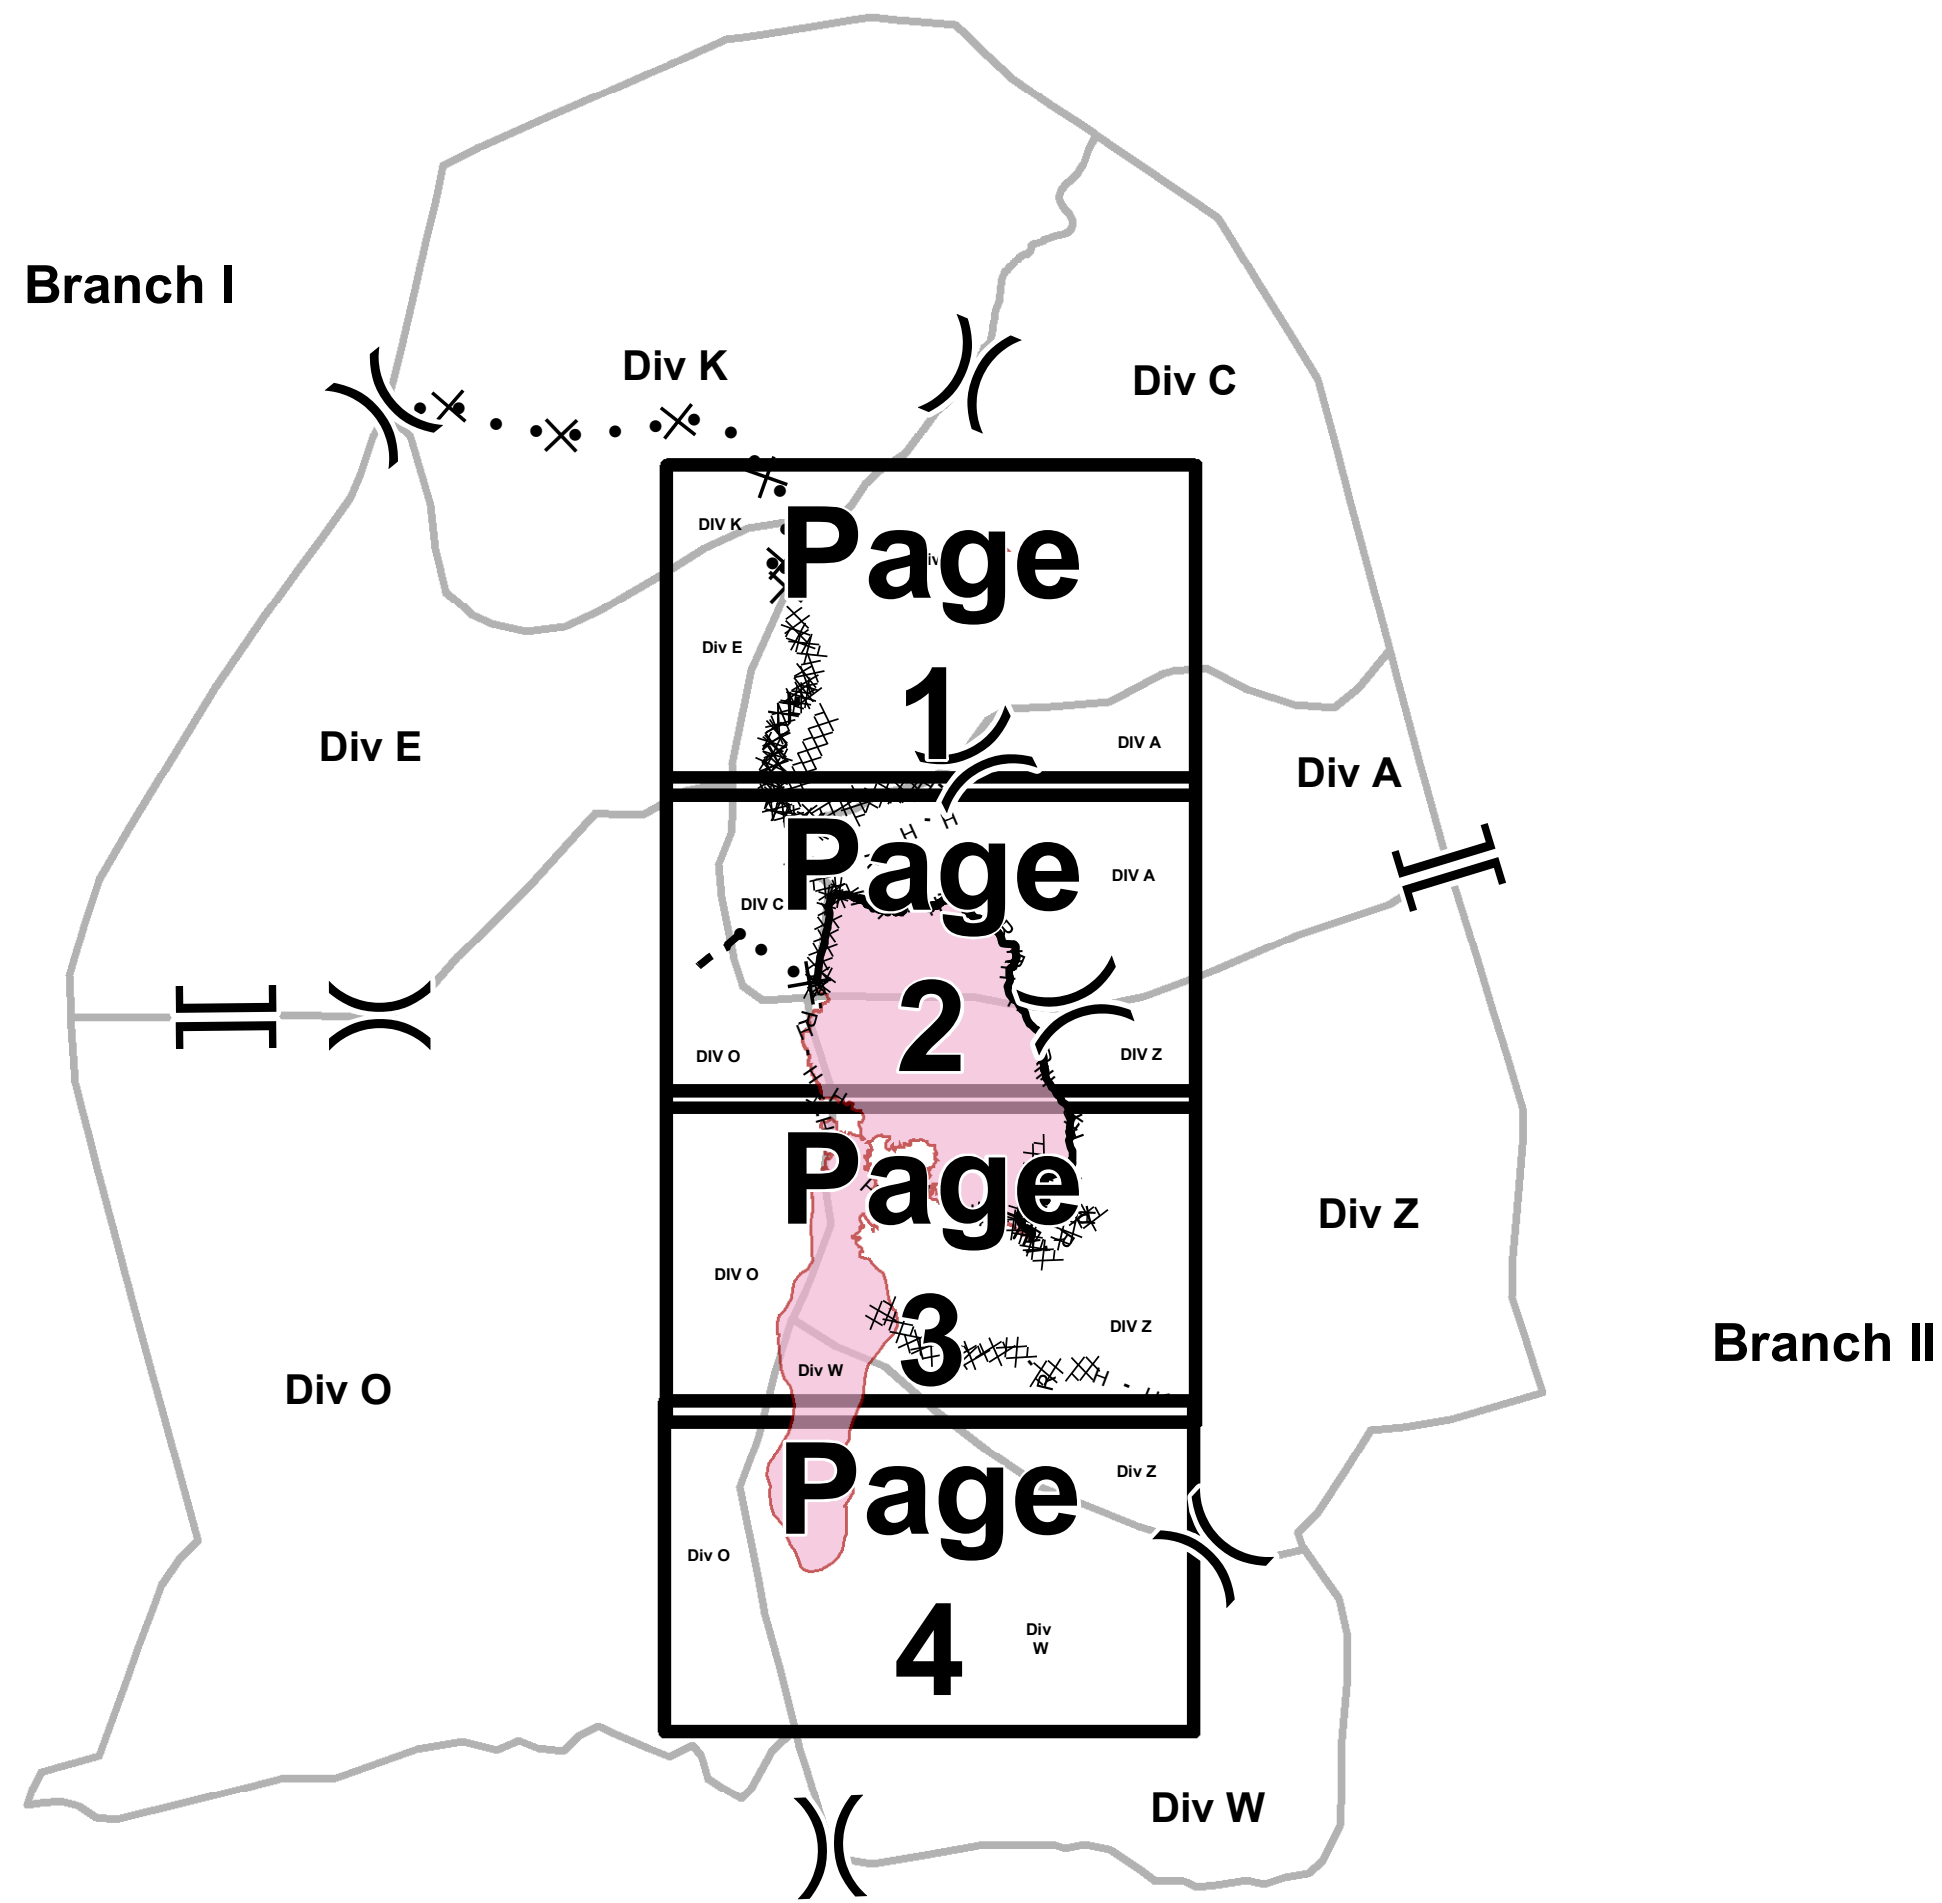 Branch I
Div K
Div C
DIV K
Page
1
Div E
DIV A
Div E
Div A
Page
2
DIV A
DIV C
DIV O
DIV Z
Page
3
DIV O
DIV Z
Div W
Div Z
Branch II
Div O
Page
4
Div Z
Div O
Div
W
Div W